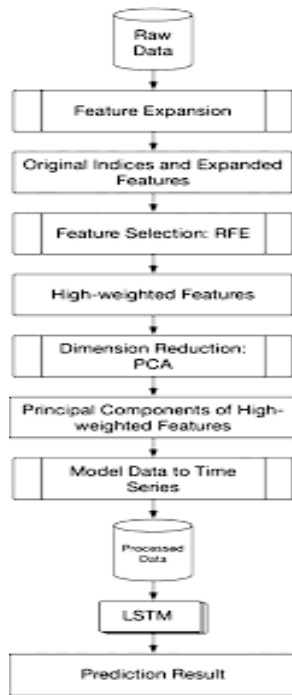 Raw
Data
Feature Expansion
Original Indices and Expanded
Features
Feature Selection: RFE
High-weighted Features
Dimension Reduction:
PCA
Principal Components of High-
weighted Features
Model Data to Time
Series
Processed
Data
LSTM
Prediction Result